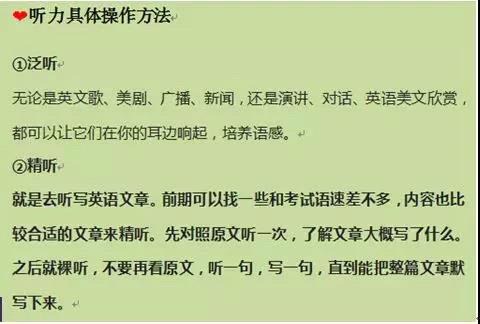 ❤听力具体操作方法
①泛听
无论是英文歌、美剧、广播、新闻，还是演讲、对话、英语美文欣赏，
都可以让它们在你的耳边响起，培养语感。
②精听
就是去听写英语文章。前期可以找一些和考试语速差不多，内容也比
较合适的文章来精听。先对照原文听一次，了解文章大概写了什么。
之后就裸听，不要再看原文，听一句，写一句，直到能把整篇文章默
写下来。